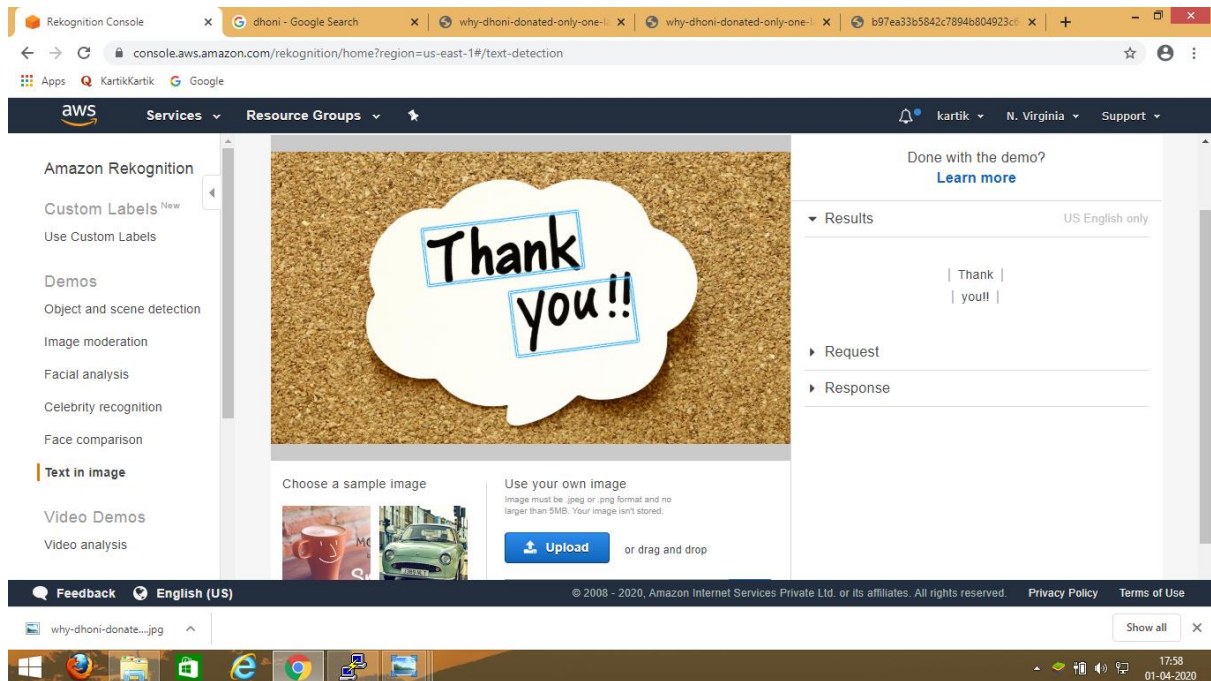 Rekognition Console
dhoni - Google Search
why-dhoni-donated-only-one-
why-dhoni-donated-only-one-
b97ea33b5842c7894b804923c
console.aws.amazon.com/rekognition/home?region=us-east-1#/text-detection
Apps KartikKartik Google
aws Services Resource Groups kartik N. Virginia Support
Amazon Rekognition
Custom Labels New
Use Custom Labels
Demos
Object and scene detection
Image moderation
Facial analysis
Celebrity recognition
Face comparison
Text in image
Video Demos
Video analysis
Thank
you!!
Choose a sample image
Use your own image
Image must be .jpeg or .png format and no
larger than 5MB. Your image isn't stored.
Upload or drag and drop
Done with the demo?
Learn more
Results US English only
| Thank |
| you!! |
Request
Response
Feedback English (US) © 2008 - 2020, Amazon Internet Services Private Ltd. or its affiliates. All rights reserved. Privacy Policy Terms of Use
why-dhoni-donate....jpg Show all
17:58
01-04-2020